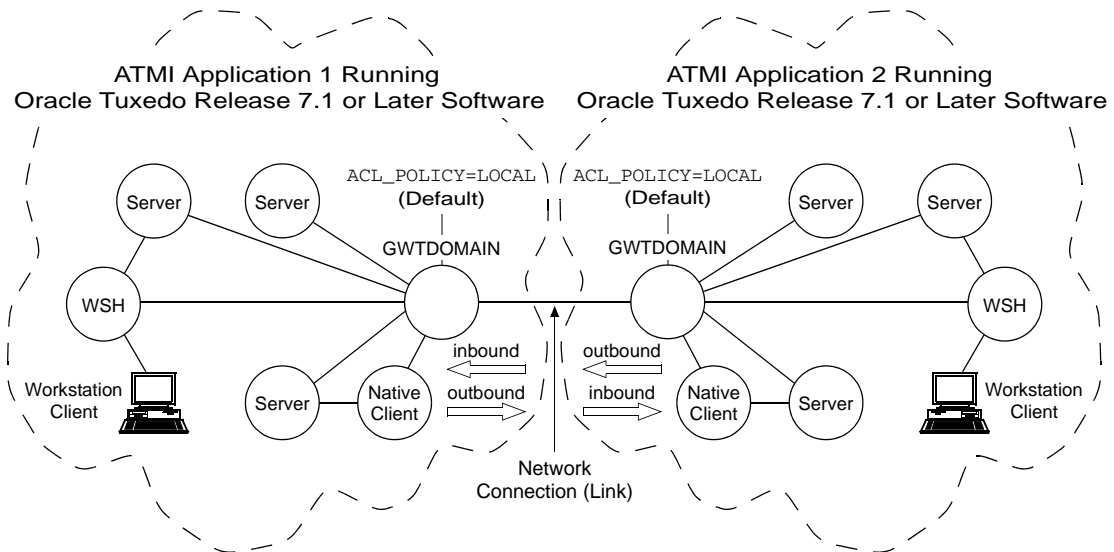 ATMI Application 1 Running
Oracle Tuxedo Release 7.1 or Later Software
ATMI Application 2 Running
Oracle Tuxedo Release 7.1 or Later Software
ACL_POLICY=LOCAL
(Default)
ACL_POLICY=LOCAL
(Default)
Server
Server
Server
Server
GWTDOMAIN
GWTDOMAIN
WSH
WSH
inbound
outbound
outbound
inbound
Workstation
Client
Server
Native
Client
Native
Client
Server
Workstation
Client
Network
Connection (Link)